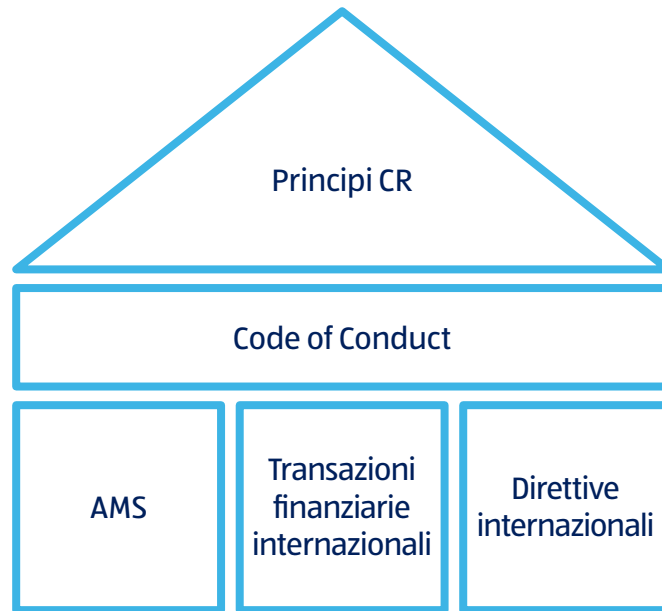 Principi CR
Code of Conduct
AMS
Transazioni
finanziarie
internazionali
Direttive
internazionali